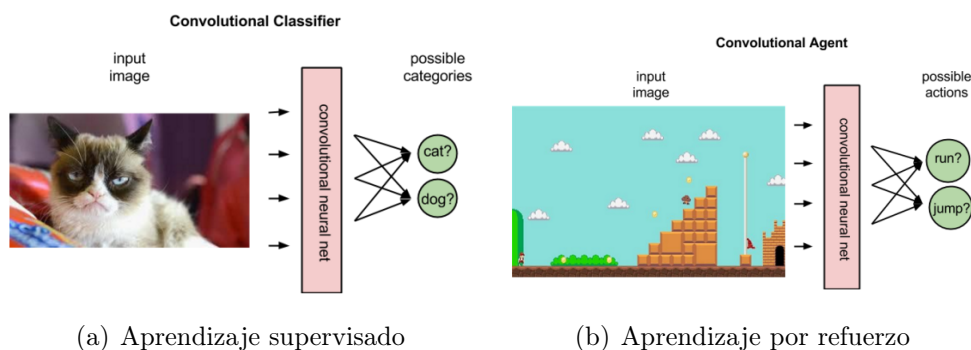 Convolutional Classifier
input
image
possible
categories
convolutional neural net
cat?
dog?
(a) Aprendizaje supervisado
Convolutional Agent
input
image
possible
actions
convolutional neural net
run?
jump?
(b) Aprendizaje por refuerzo